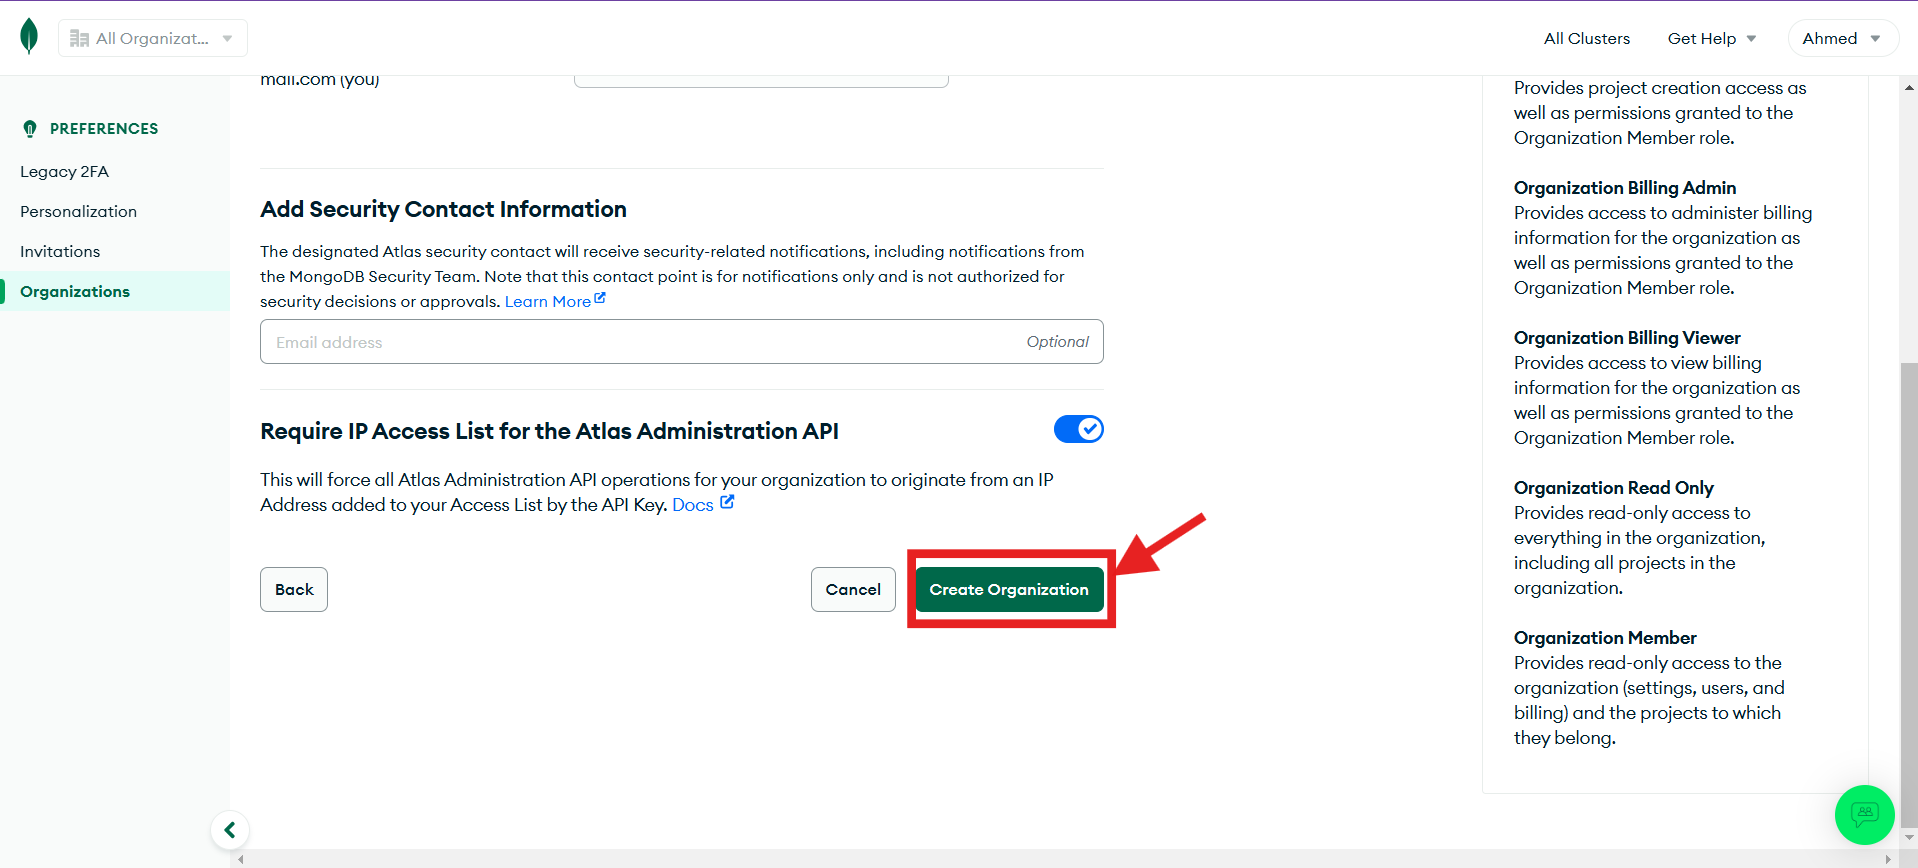 All Organizat...
All Clusters
Get Help
Ahmed
PREFERENCES
Legacy 2FA
Personalization
Invitations
Organizations
mail.com (you)
Add Security Contact Information
The designated Atlas security contact will receive security-related notifications, including notifications from
the MongoDB Security Team. Note that this contact point is for notifications only and is not authorized for
security decisions or approvals. Learn More
Email address
Optional
Require IP Access List for the Atlas Administration API
This will force all Atlas Administration API operations for your organization to originate from an IP
Address added to your Access List by the API Key. Docs
Back
Cancel
Create Organization
Provides project creation access as
well as permissions granted to the
Organization Member role.
Organization Billing Admin
Provides access to administer billing
information for the organization as
well as permissions granted to the
Organization Member role.
Organization Billing Viewer
Provides access to view billing
information for the organization as
well as permissions granted to the
Organization Member role.
Organization Read Only
Provides read-only access to
everything in the organization,
including all projects in the
organization.
Organization Member
Provides read-only access to the
organization (settings, users, and
billing) and the projects to which
they belong.